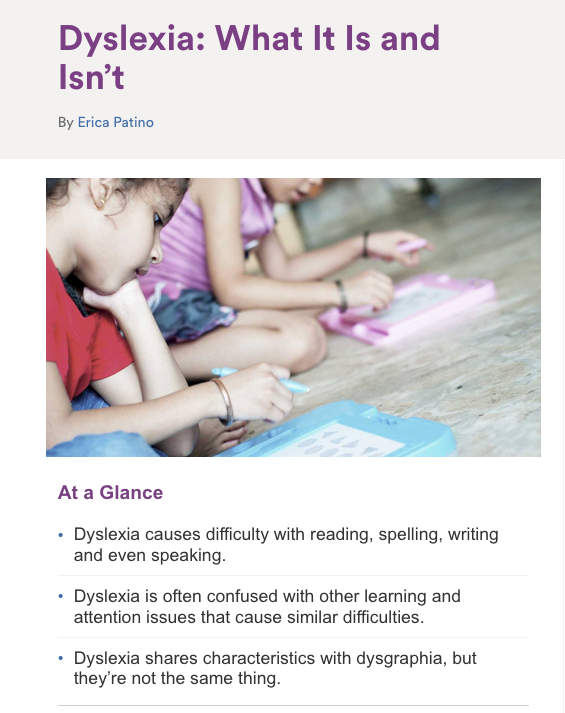 Dyslexia: What It Is and
Isn’t
By Erica Patino
At a Glance
• Dyslexia causes difficulty with reading, spelling, writing
and even speaking.
• Dyslexia is often confused with other learning and
attention issues that cause similar difficulties.
• Dyslexia shares characteristics with dysgraphia, but
they’re not the same thing.